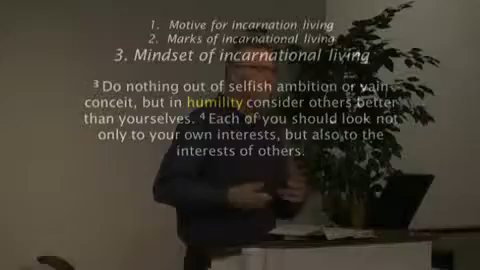 1. Motive for incarnation living
2. Marks of incarnational living
3. Mindset of incarnational living
3 Do nothing out of selfish ambition or vain
conceit, but in humility consider others better
than yourselves. 4 Each of you should look not
only to your own interests, but also to the
interests of others.